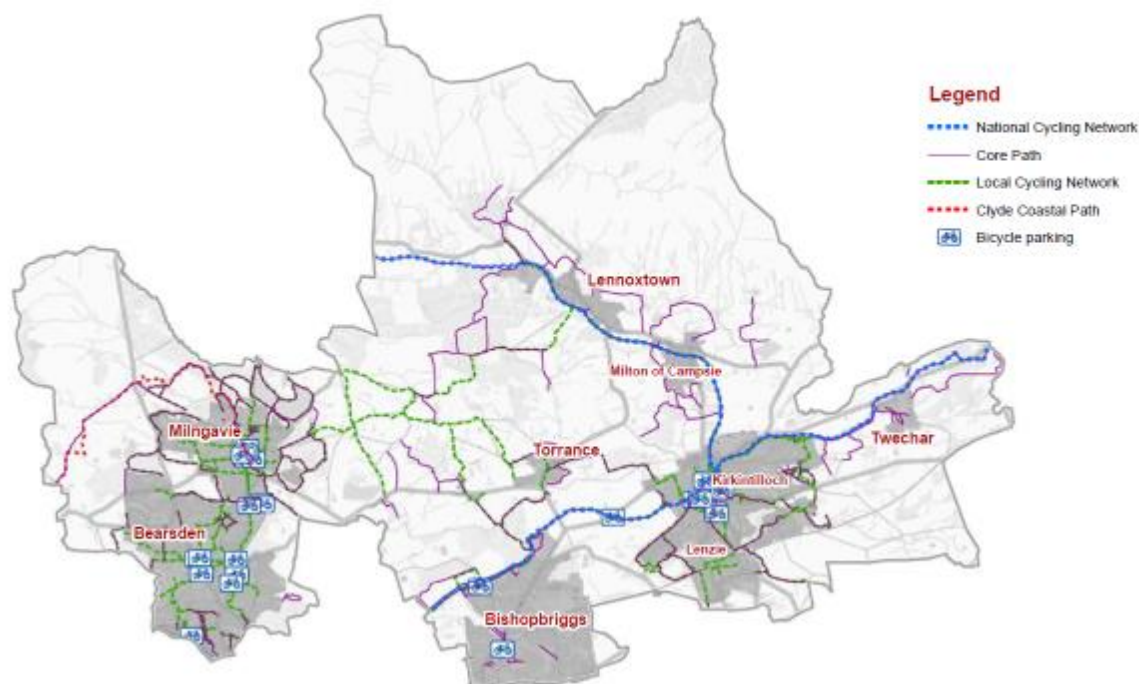 Legend
National Cycling Network
Core Path
Local Cycling Network
Clyde Coastal Path
Bicycle parking
Lennoxtown
Milton of Campsie
Milngavie
Torrance
Twechar
Kirkintilloch
Bearsden
Lenzie
Bishopbriggs